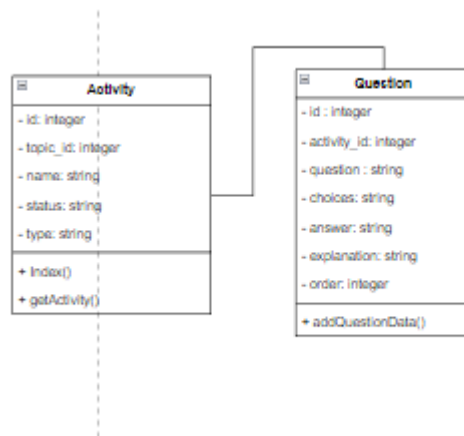 Activity
- id: integer
- topic_id: integer
- name: string
- status: string
- type: string
+ Index()
+ getActivity()
Question
- id : integer
- activity_id: integer
- question : string
- choices: string
- answer: string
- explanation: string
- order: integer
+ addQuestionData()